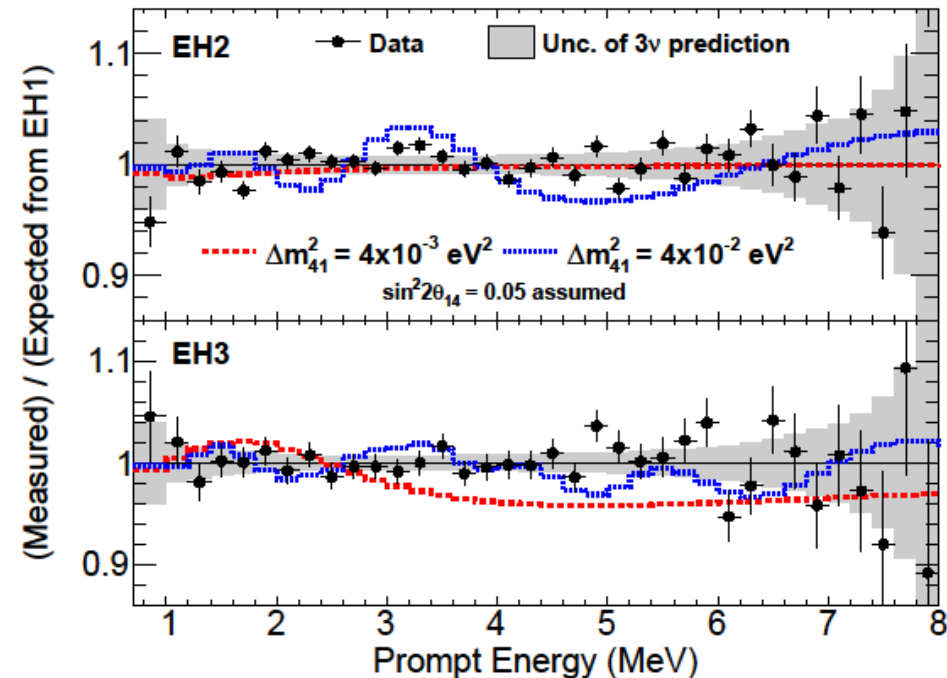 EH2 Data Unc. of 3ν prediction
1.1
1
0.9
Δm²₄₁ = 4x10⁻³ eV² Δm²₄₁ = 4x10⁻² eV²
sin²2θ₁₄ = 0.05 assumed
EH3
1.1
1
0.9
1 2 3 4 5 6 7 8
Prompt Energy (MeV)
(Measured) / (Expected from EH1)